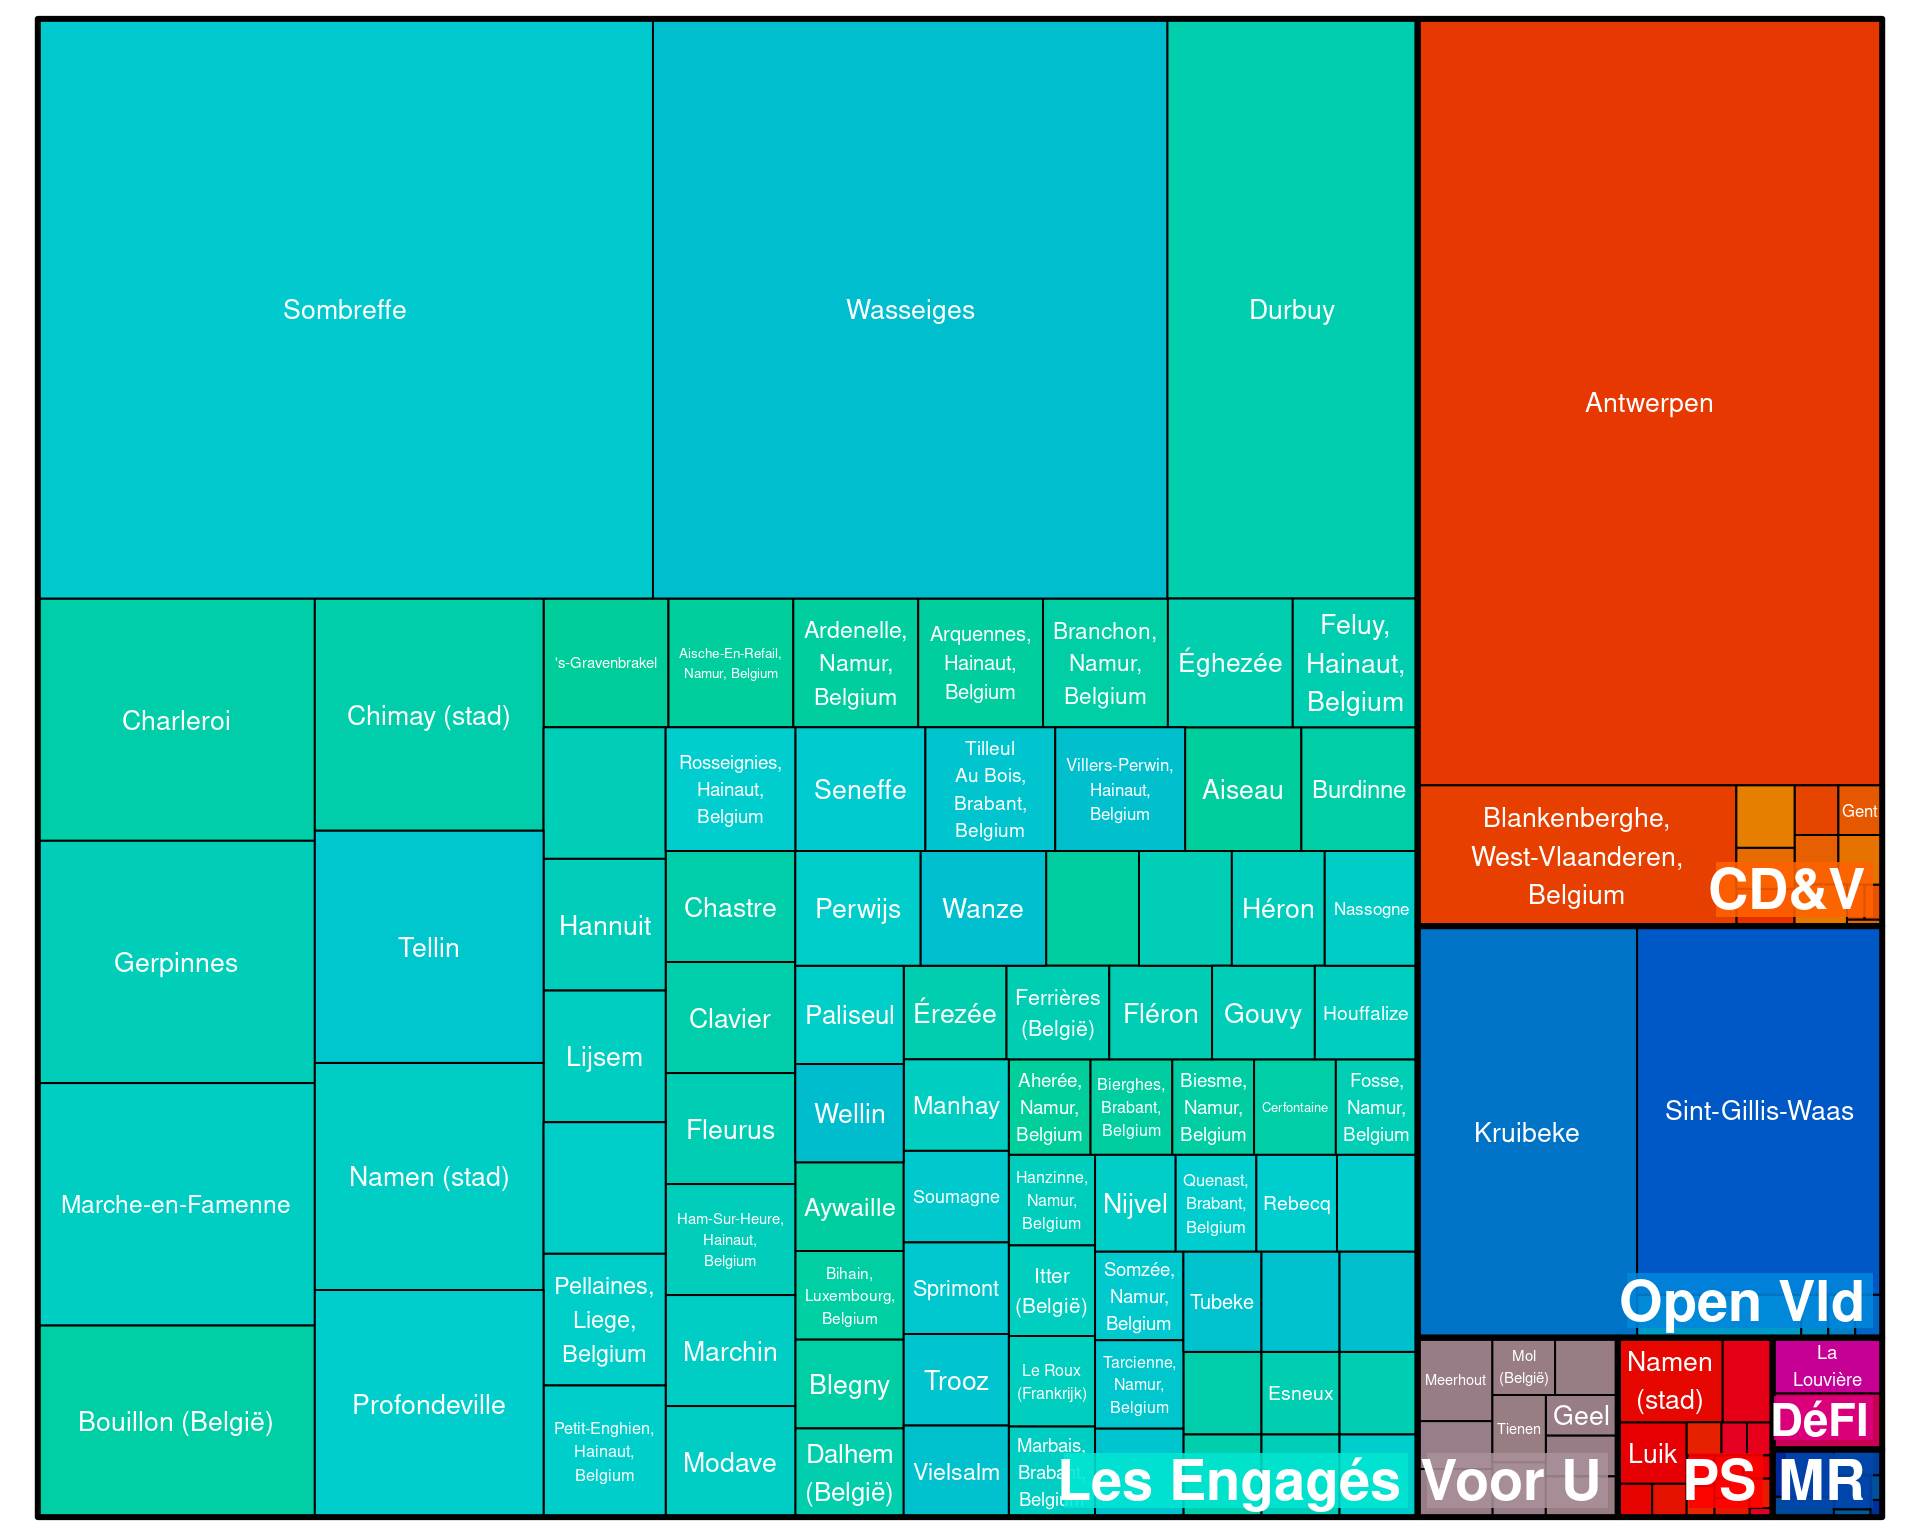 Sombreffe
Wasseiges
Durbuy
Antwerpen
Charleroi
Chimay (stad)
's-Gravenbrakel
Aische-En-Refail,
Namur, Belgium
Ardenelle,
Namur,
Belgium
Arquennes,
Hainaut,
Belgium
Branchon,
Namur,
Belgium
Éghezée
Feluy,
Hainaut,
Belgium
Rosseignies,
Hainaut,
Belgium
Seneffe
Tilleul
Au Bois,
Brabant,
Belgium
Villers-Perwin,
Hainaut,
Belgium
Aiseau
Burdinne
Blankenberghe,
West-Vlaanderen,
Belgium
Gent
CD&V
Gerpinnes
Tellin
Hannuit
Chastre
Perwijs
Wanze
Héron
Nassogne
Lijsem
Clavier
Paliseul
Érezée
Ferrières
(België)
Fléron
Gouvy
Houffalize
Marche-en-Famenne
Namen (stad)
Fleurus
Wellin
Manhay
Aherée,
Namur,
Belgium
Bierghes,
Brabant,
Belgium
Biesme,
Namur,
Belgium
Cerfontaine
Fosse,
Namur,
Belgium
Kruibeke
Sint-Gillis-Waas
Open Vld
Ham-Sur-Heure,
Hainaut,
Belgium
Aywaille
Soumagne
Hanzinne,
Namur,
Belgium
Nijvel
Quenast,
Brabant,
Belgium
Rebecq
Pellaines,
Liege,
Belgium
Bihain,
Luxembourg,
Belgium
Sprimont
Itter
(België)
Somzée,
Namur,
Belgium
Tubeke
Bouillon (België)
Profondeville
Petit-Enghien,
Hainaut,
Belgium
Marchin
Modave
Blegny
Dalhem
(België)
Trooz
Vielsalm
Le Roux
(Frankrijk)
Marbais,
Brabant,
Belgium
Tarcienne,
Namur,
Belgium
Esneux
Les Engagés
Meerhout
Mol
(België)
Tienen
Geel
Voor U
Namen
(stad)
Luik
PS
La
Louvière
DéFI
MR